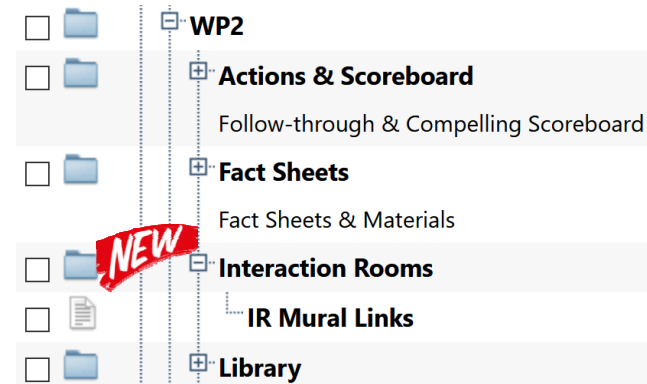 WP2
Actions & Scoreboard
Follow-through & Compelling Scoreboard
Fact Sheets
Fact Sheets & Materials
NEW
Interaction Rooms
IR Mural Links
Library